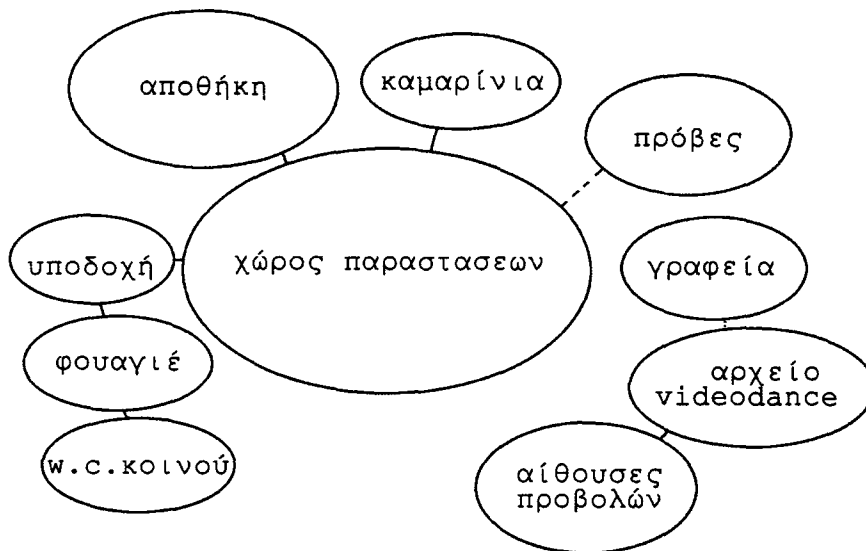 αποθήκη
καμαρίνια
πρόβες
υποδοχή
χώρος παραστασεων
γραφεία
φουαγιέ
αρχείο
videodance
w.c.κοινού
αίθουσες
προβολών